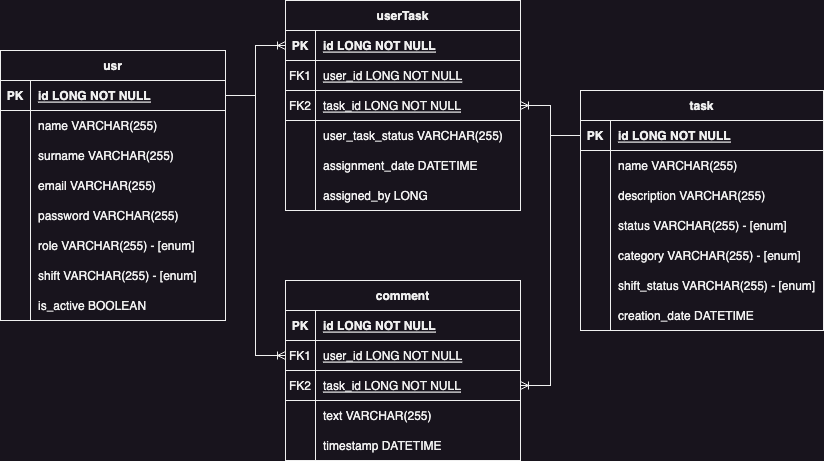 usr
PK id LONG NOT NULL
name VARCHAR(255)
surname VARCHAR(255)
email VARCHAR(255)
password VARCHAR(255)
role VARCHAR(255) - [enum]
shift VARCHAR(255) - [enum]
is_active BOOLEAN
userTask
PK id LONG NOT NULL
FK1 user_id LONG NOT NULL
FK2 task_id LONG NOT NULL
user_task_status VARCHAR(255)
assignment_date DATETIME
assigned_by LONG
comment
PK id LONG NOT NULL
FK1 user_id LONG NOT NULL
FK2 task_id LONG NOT NULL
text VARCHAR(255)
timestamp DATETIME
task
PK id LONG NOT NULL
name VARCHAR(255)
description VARCHAR(255)
status VARCHAR(255) - [enum]
category VARCHAR(255) - [enum]
shift_status VARCHAR(255) - [enum]
creation_date DATETIME